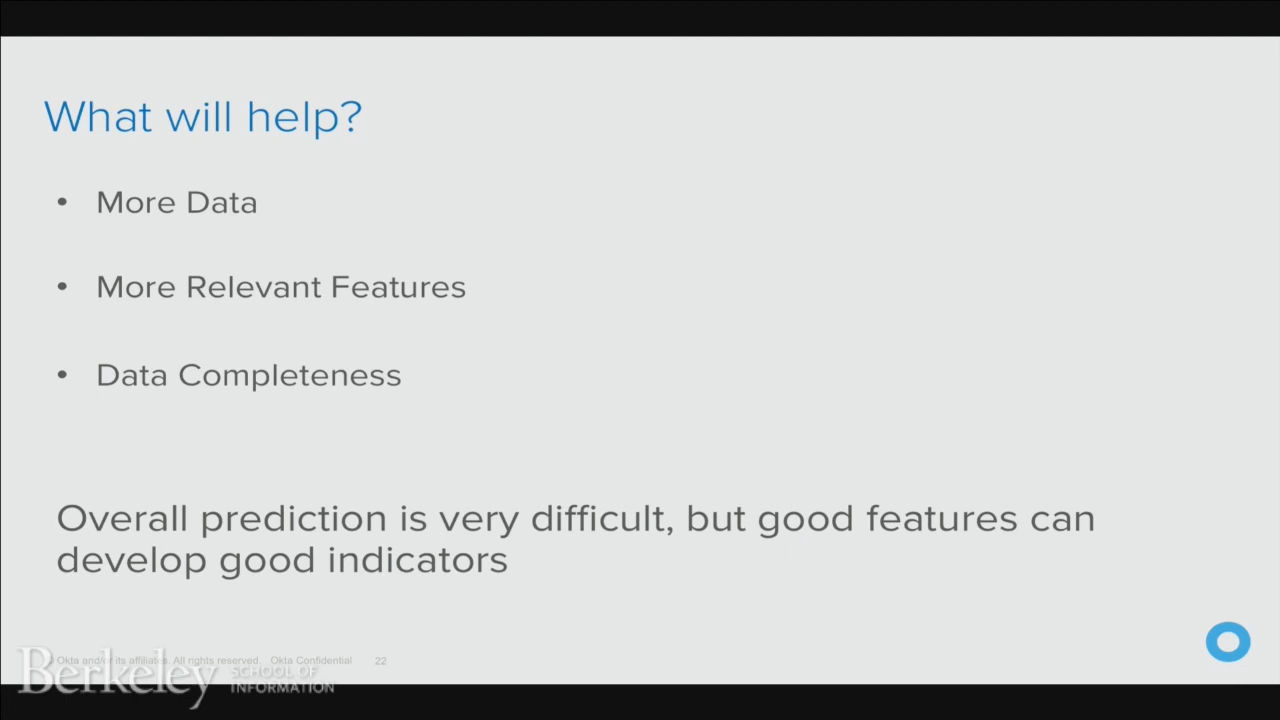 What will help?
• More Data
• More Relevant Features
• Data Completeness
Overall prediction is very difficult, but good features can
develop good indicators
Okta and/or its affiliates. All rights reserved. Okta Confidential 22
Berkeley SCHOOL OF
INFORMATION